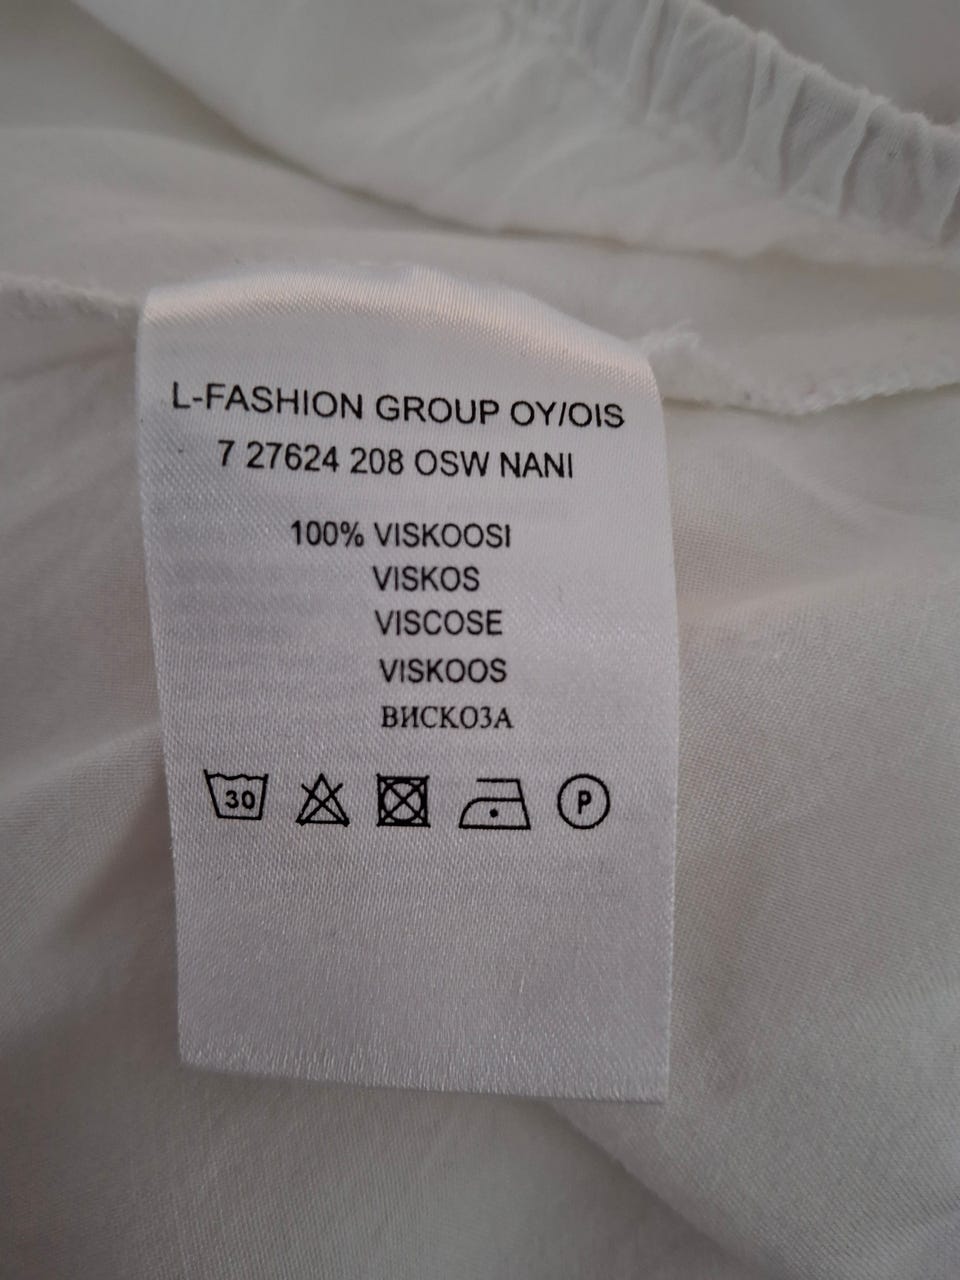 L-FASHION GROUP OY/OIS
7 27624 208 OSW NANI
100% VISKOOSI
VISKOS
VISCOSE
VISKOOS
ВИСКОЗА
30 P